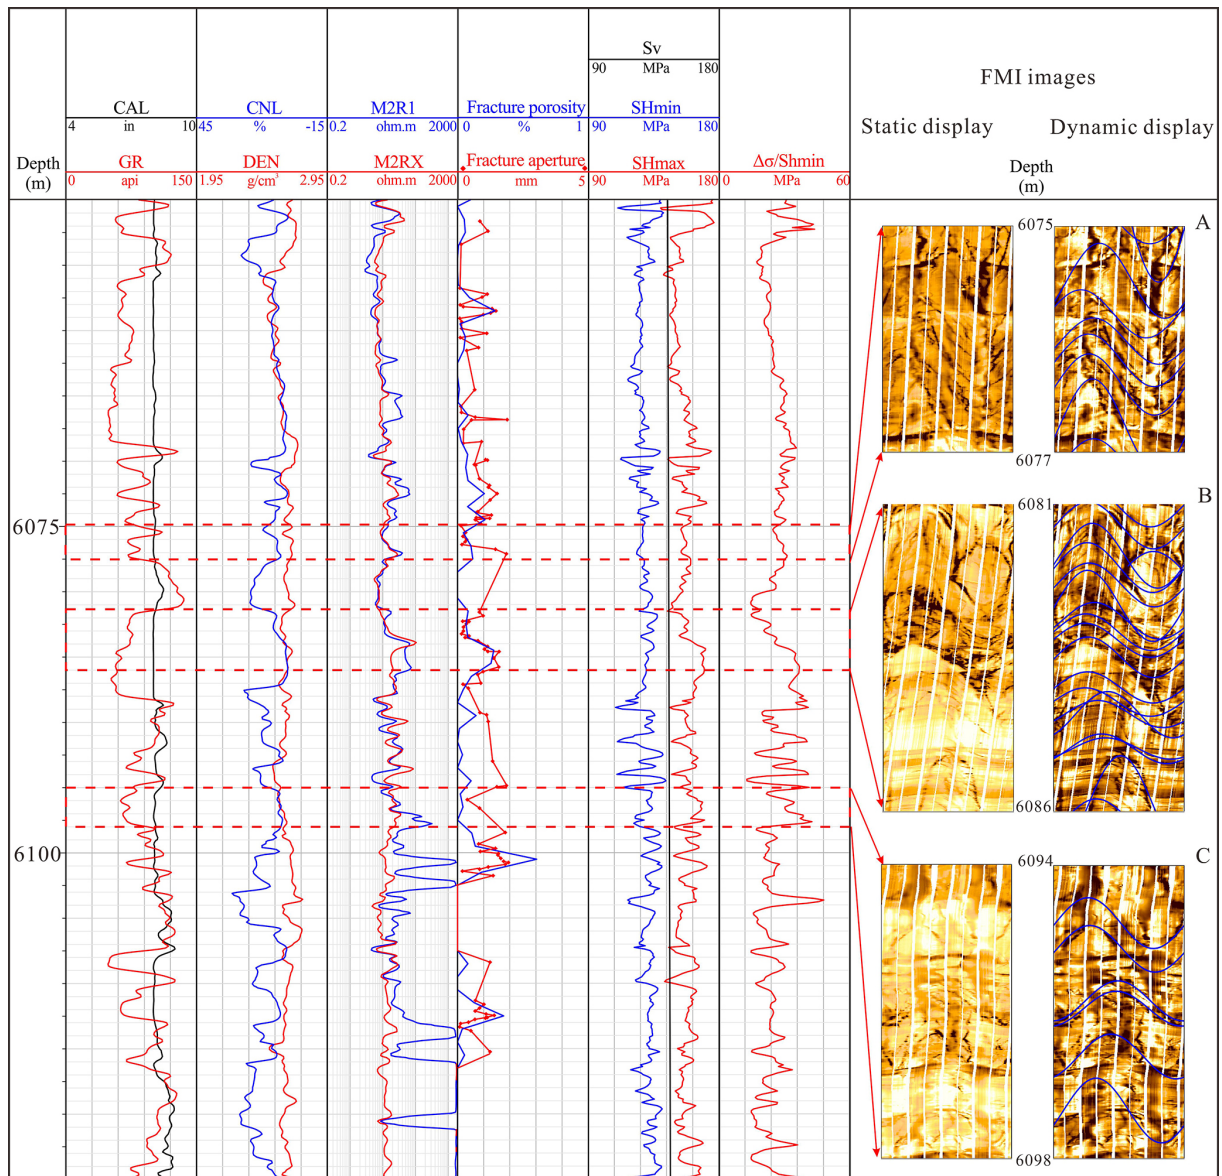 Sv
90 MPa 180
FMI images
CAL CNL M2R1 Fracture porosity SHmin
4 in 10 45 % -15 0.2 ohm.m 2000 0 % 1 90 MPa 180
Static display Dynamic display
Depth (m) GR DEN M2RX Fracture aperture SHmax Δσ/Shmin Depth (m)
0 api 150 1.95 g/cm³ 2.95 0.2 ohm.m 2000 0 mm 5 90 MPa 180 0 MPa 60
6075 A
6077
B
6081
6075
6086
6100
6094 C
6098